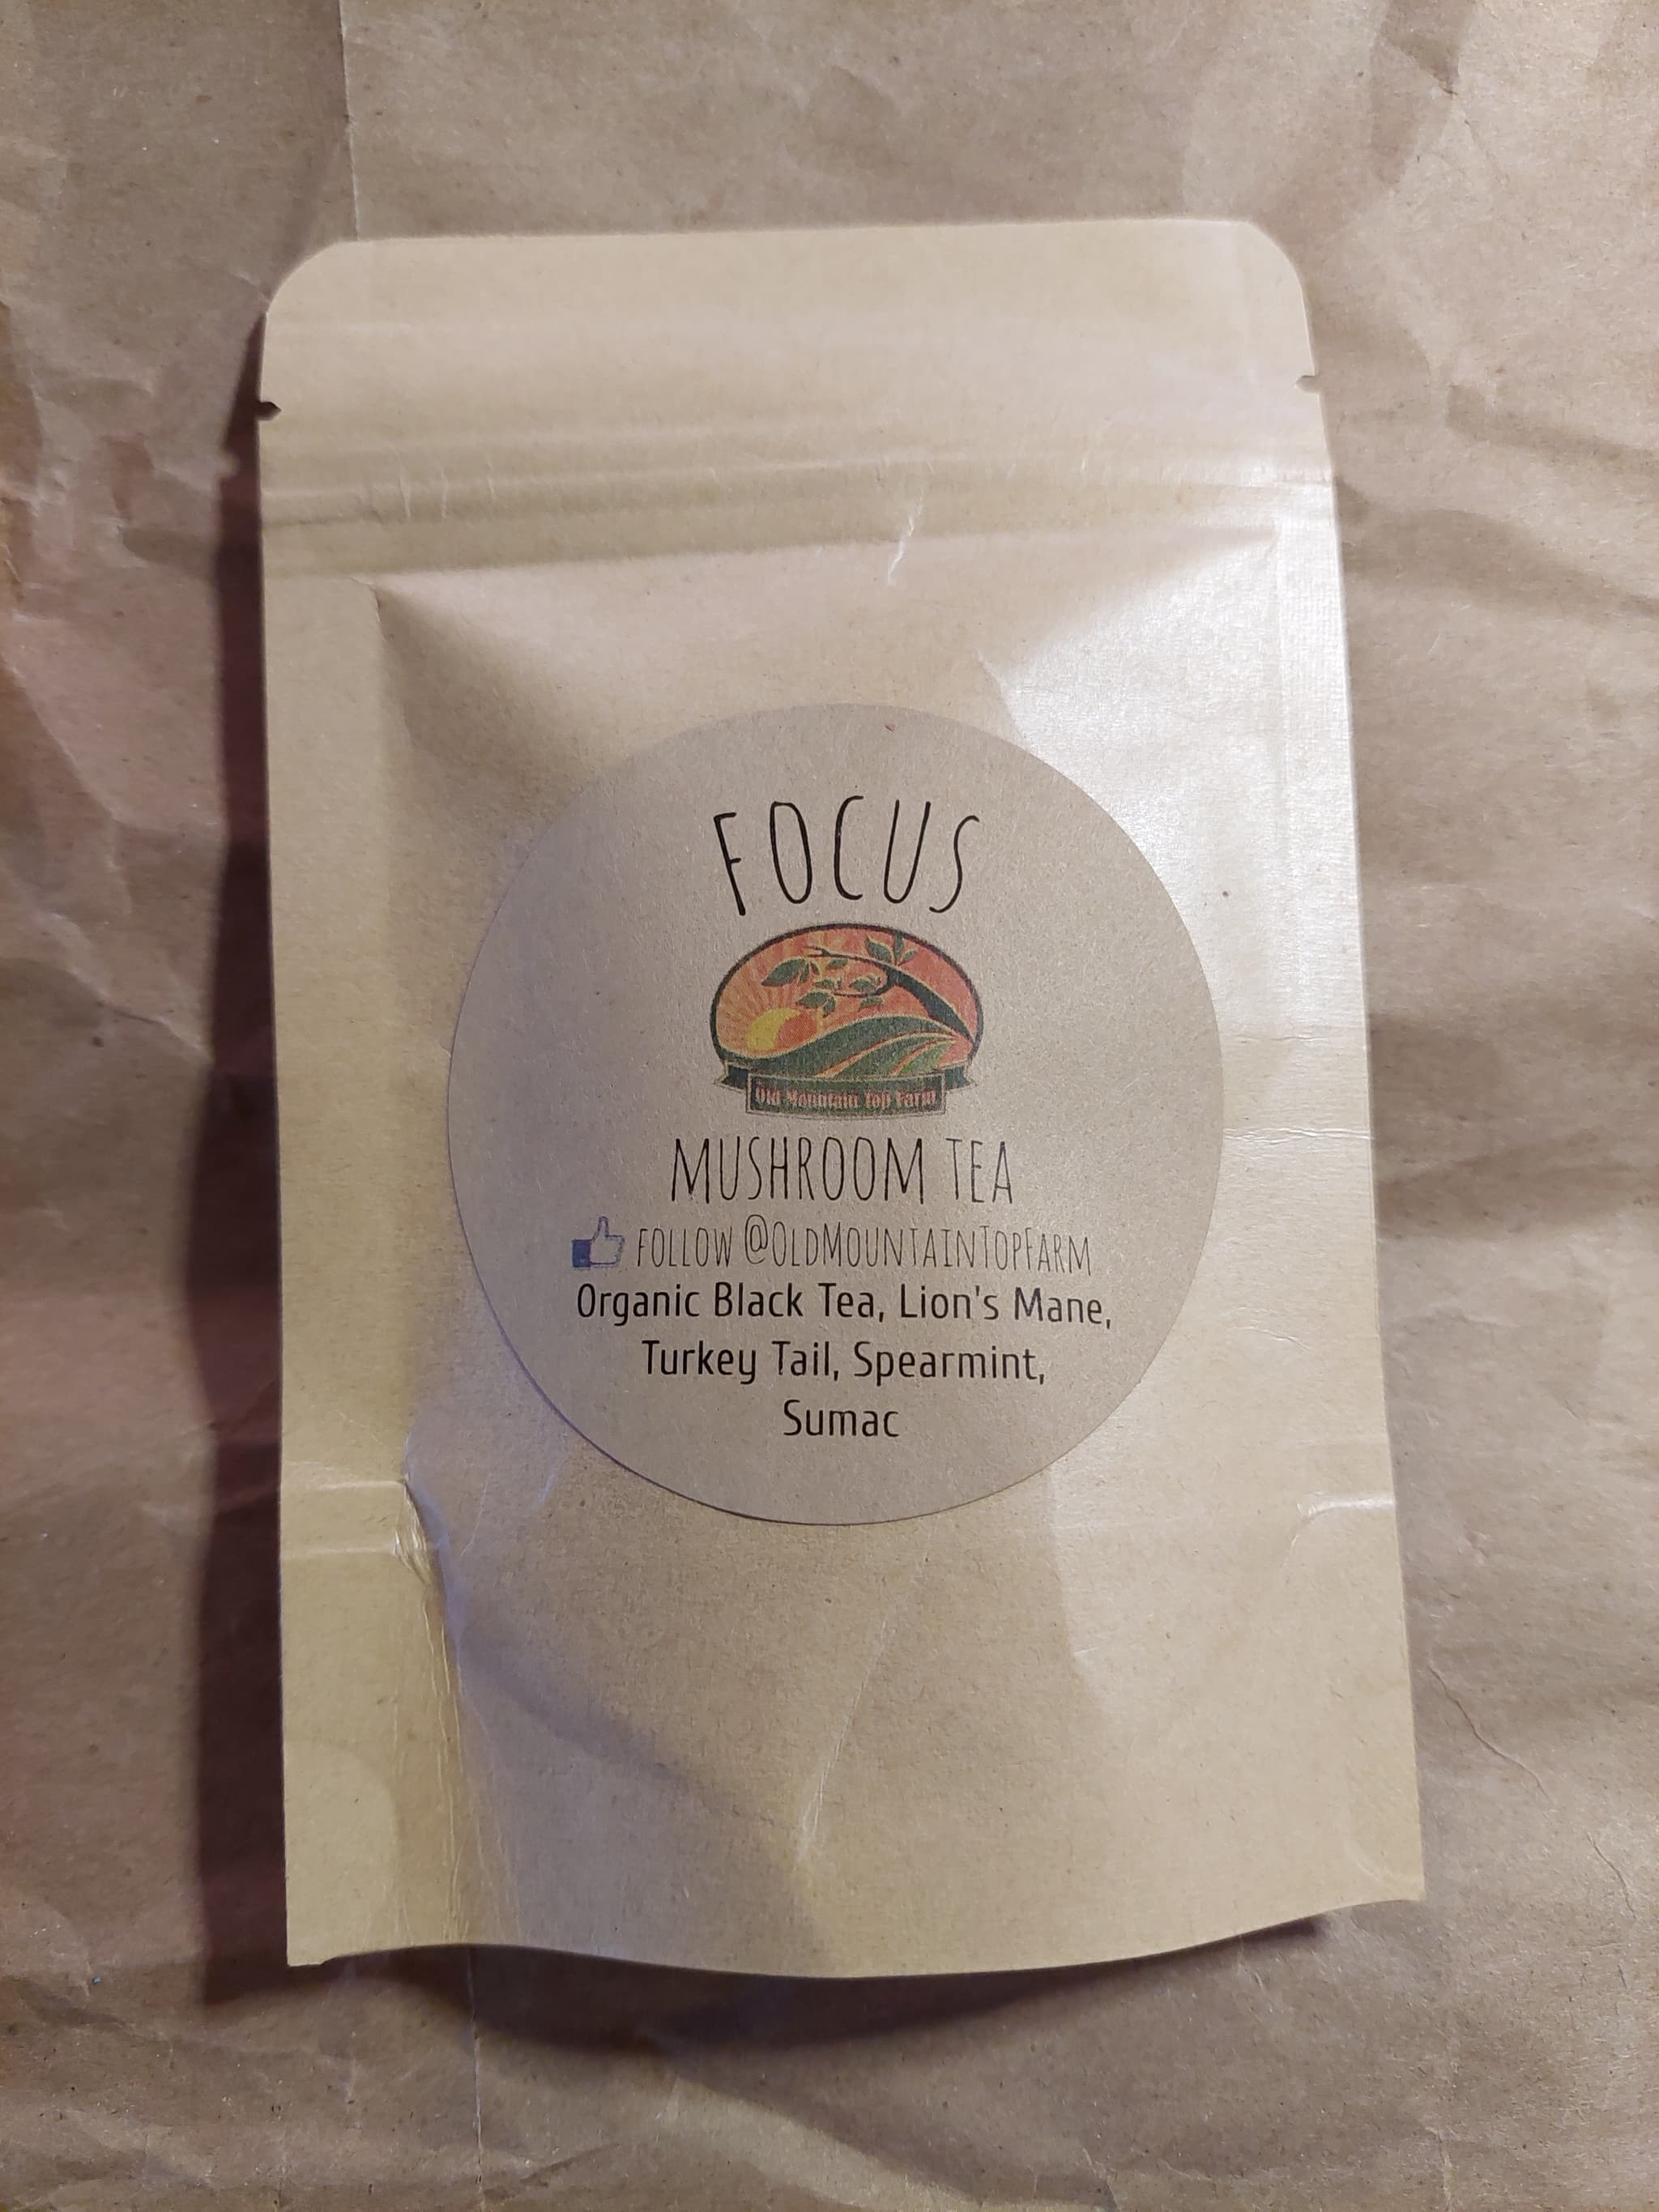 FOCUS
Old Mountain Top Farm
MUSHROOM TEA
FOLLOW @OLDMOUNTAINTOPFARM
Organic Black Tea, Lion's Mane,
Turkey Tail, Spearmint,
Sumac